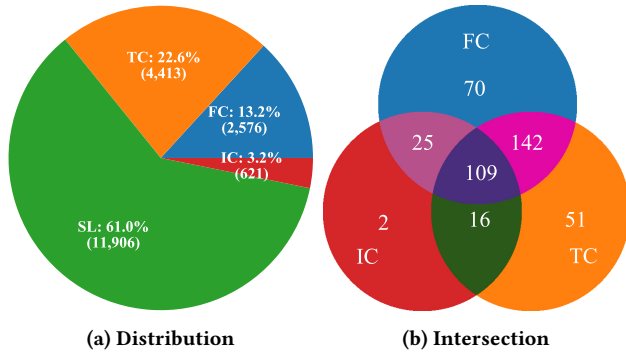 TC: 22.6%
(4,413)
FC: 13.2%
(2,576)
IC: 3.2%
(621)
SL: 61.0%
(11,906)
(a) Distribution
FC
70
25
142
109
2
16
51
IC
TC
(b) Intersection